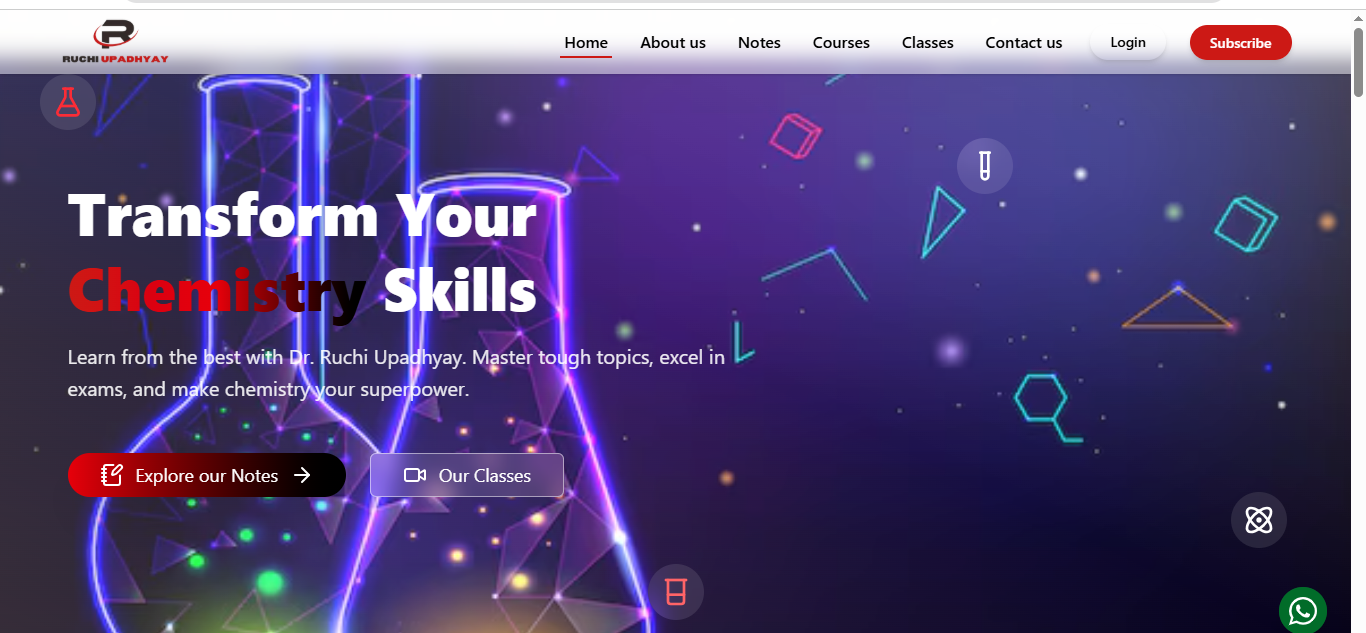 RUCHI UPADHYAY
Home
About us
Notes
Courses
Classes
Contact us
Login
Subscribe
Transform Your
Chemistry Skills
Learn from the best with Dr. Ruchi Upadhyay. Master tough topics, excel in
exams, and make chemistry your superpower.
Explore our Notes
Our Classes